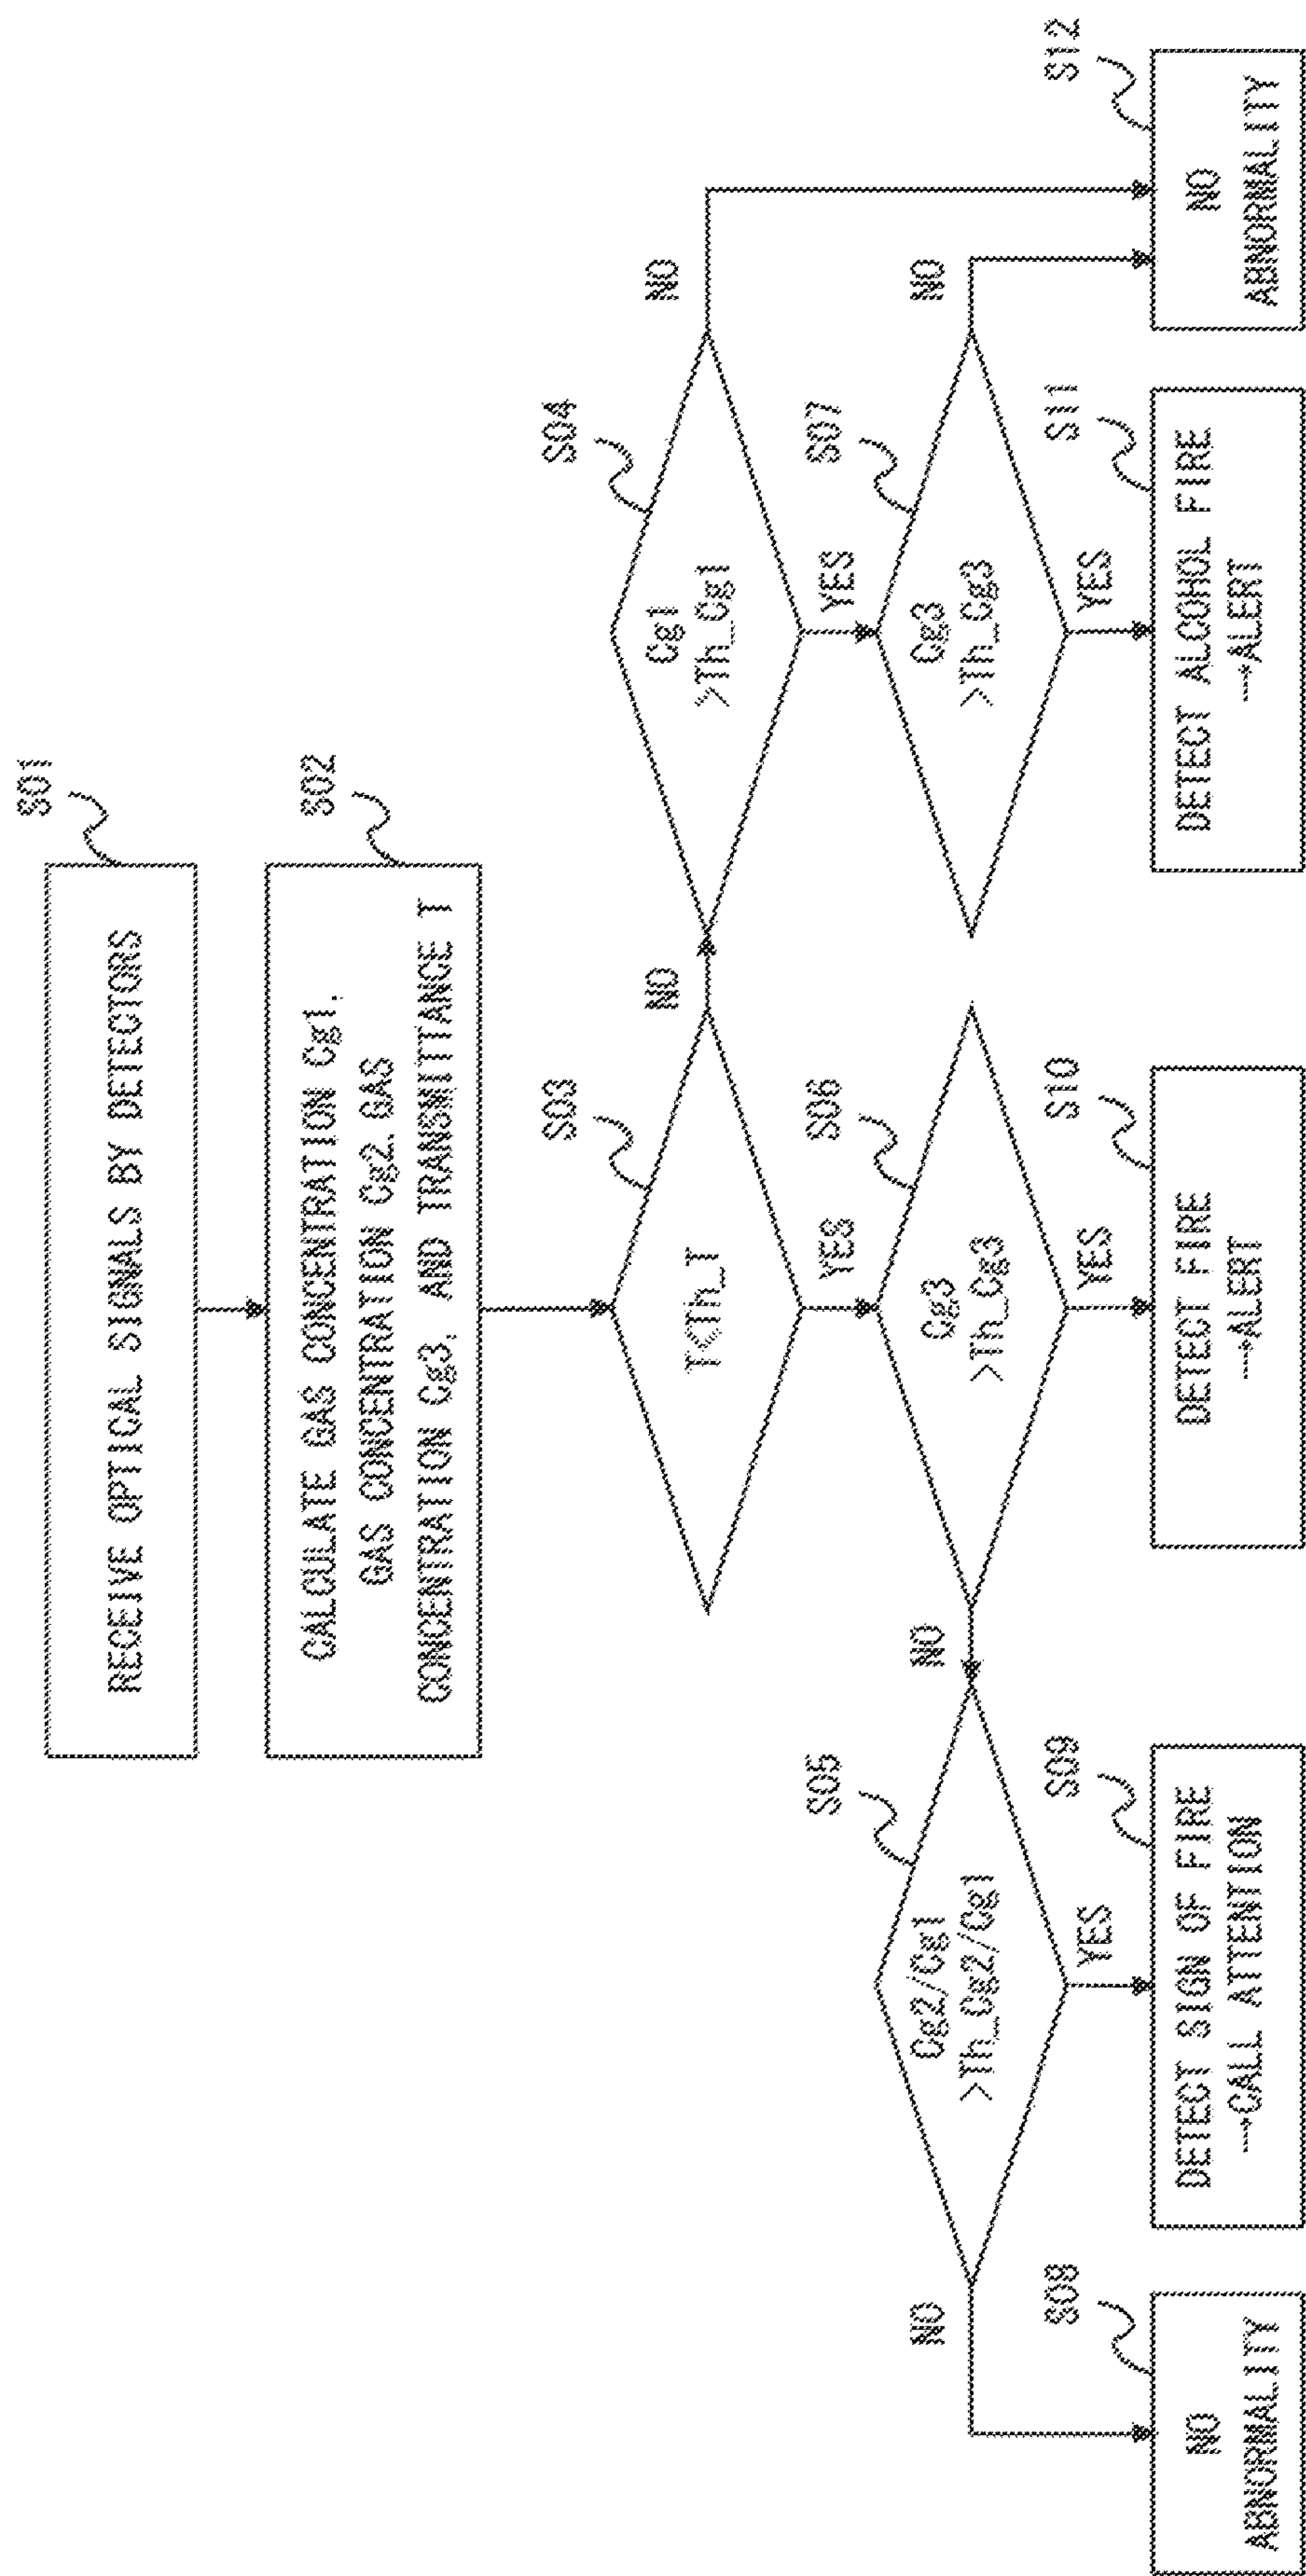 S01
RECEIVE OPTICAL SIGNALS BY DETECTORS
S02
CALCULATE GAS CONCENTRATION Cg1,
GAS CONCENTRATION Cg2, GAS
CONCENTRATION Cg3, AND TRANSMITTANCE T
S03
T<Th_T
NO
YES
S04
Cg1
>Th_Cg1
NO
YES
S05
Cg2/Cg1
>Th_Cg2/Cg1
NO
YES
S06
Cg3
>Th_Cg3
NO
YES
S07
Cg3
>Th_Cg3
NO
YES
S08
NO
ABNORMALITY
S09
DETECT SIGN OF FIRE
→CALL ATTENTION
S10
DETECT FIRE
→ALERT
S11
DETECT ALCOHOL FIRE
→ALERT
S12
NO
ABNORMALITY